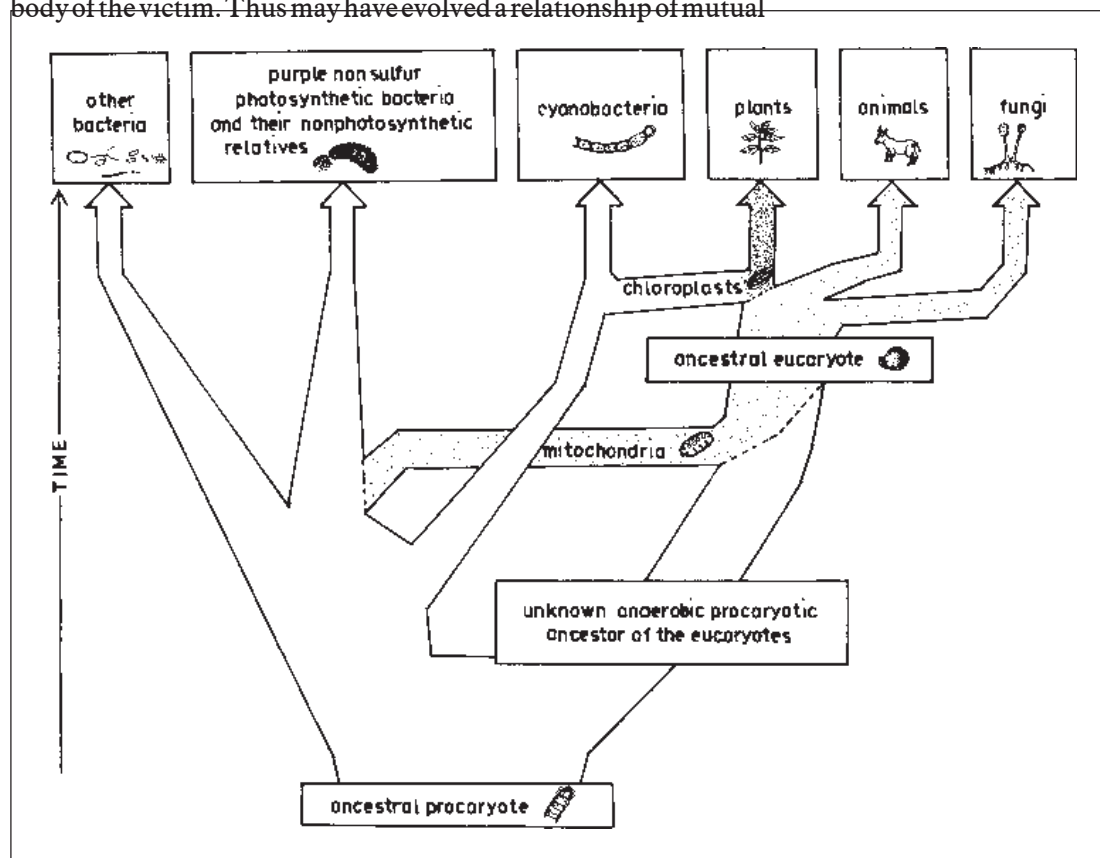 body of the victim. Thus may have evolved a relationship of mutual
other
bacteria
purple non sulfur
photosynthetic bacteria
and their nonphotosynthetic
relatives
cyanobacteria
plants
animals
fungi
chloroplasts
ancestral eucaryote
mitochondria
TIME
unknown anaerobic procaryotic
ancestor of the eucaryotes
ancestral procaryote